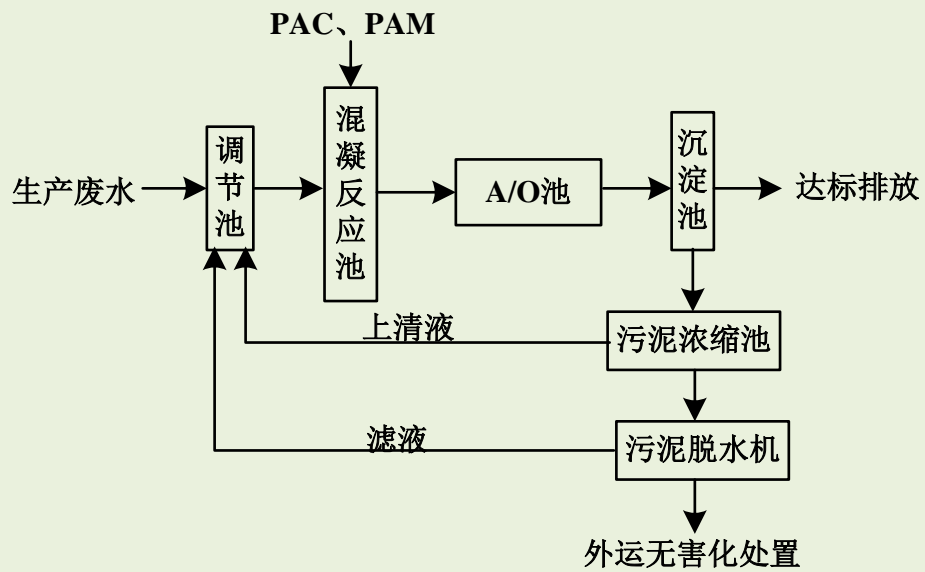 PAC、PAM
生产废水
调节池
混凝反应池
A/O池
沉淀池
达标排放
上清液
污泥浓缩池
滤液
污泥脱水机
外运无害化处置